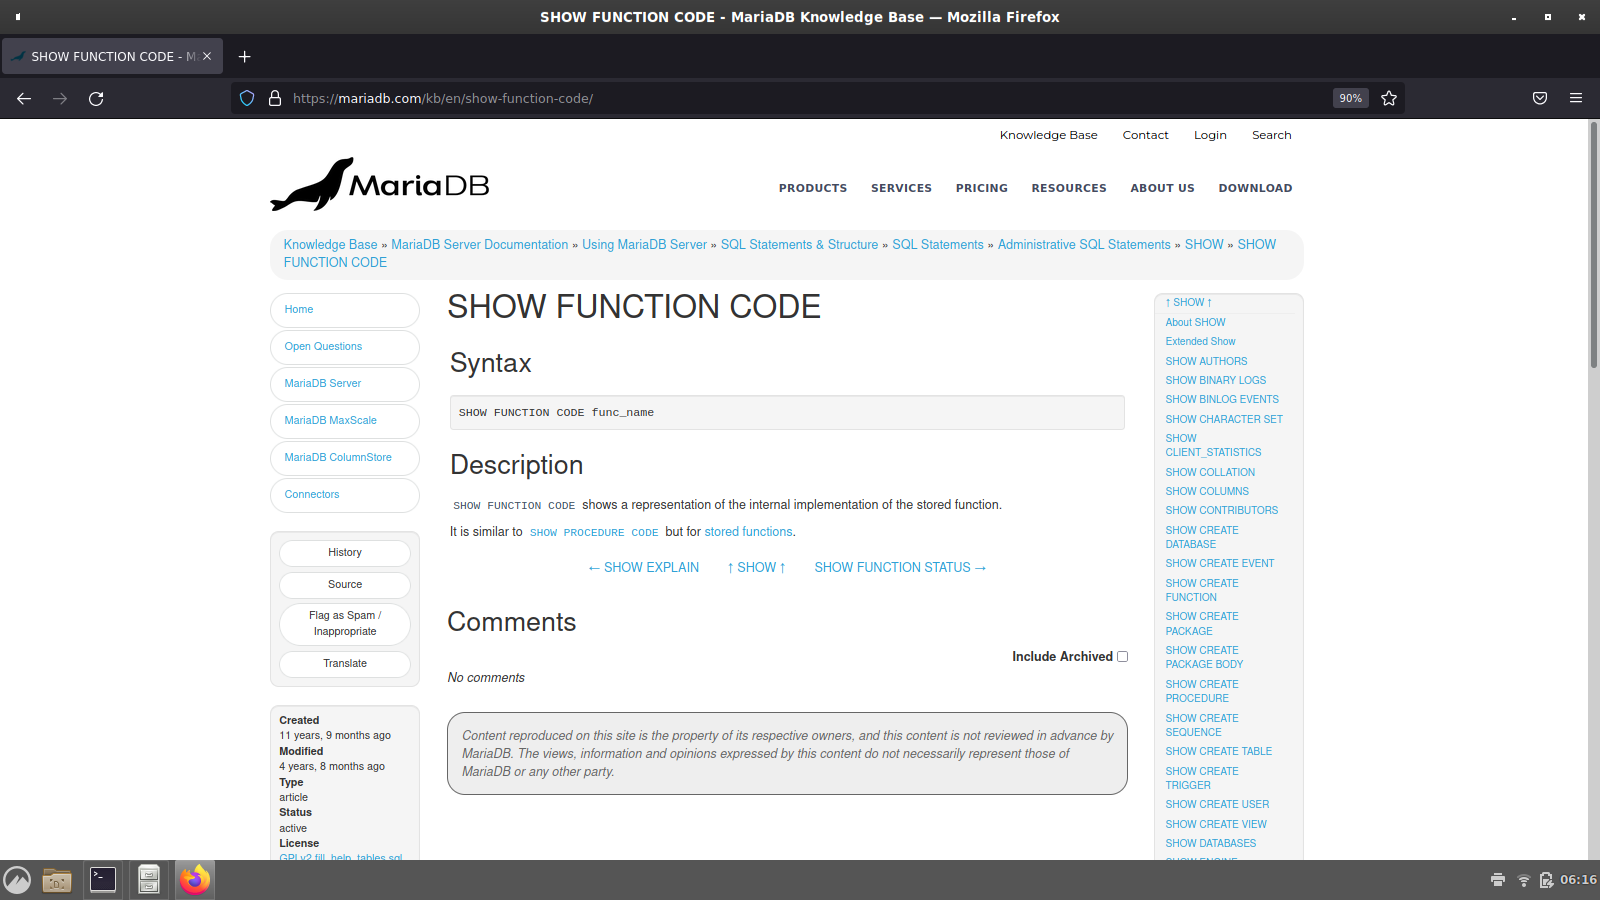 SHOW FUNCTION CODE - MariaDB Knowledge Base — Mozilla Firefox
SHOW FUNCTION CODE - M
https://mariadb.com/kb/en/show-function-code/
90%
Knowledge Base
Contact
Login
Search
MariaDB
PRODUCTS
SERVICES
PRICING
RESOURCES
ABOUT US
DOWNLOAD
Knowledge Base » MariaDB Server Documentation » Using MariaDB Server » SQL Statements & Structure » SQL Statements » Administrative SQL Statements » SHOW » SHOW
FUNCTION CODE
Home
Open Questions
MariaDB Server
MariaDB MaxScale
MariaDB ColumnStore
Connectors
History
Source
Flag as Spam /
Inappropriate
Translate
Created
11 years, 9 months ago
Modified
4 years, 8 months ago
Type
article
Status
active
License
GPLv2 fill_help_tables.sql
SHOW FUNCTION CODE
Syntax
SHOW FUNCTION CODE func_name
Description
SHOW FUNCTION CODE shows a representation of the internal implementation of the stored function.
It is similar to SHOW PROCEDURE CODE but for stored functions.
← SHOW EXPLAIN
↑ SHOW ↑
SHOW FUNCTION STATUS →
Comments
Include Archived
No comments
Content reproduced on this site is the property of its respective owners, and this content is not reviewed in advance by
MariaDB. The views, information and opinions expressed by this content do not necessarily represent those of
MariaDB or any other party.
↑ SHOW ↑
About SHOW
Extended Show
SHOW AUTHORS
SHOW BINARY LOGS
SHOW BINLOG EVENTS
SHOW CHARACTER SET
SHOW
CLIENT_STATISTICS
SHOW COLLATION
SHOW COLUMNS
SHOW CONTRIBUTORS
SHOW CREATE
DATABASE
SHOW CREATE EVENT
SHOW CREATE
FUNCTION
SHOW CREATE
PACKAGE
SHOW CREATE
PACKAGE BODY
SHOW CREATE
PROCEDURE
SHOW CREATE
SEQUENCE
SHOW CREATE TABLE
SHOW CREATE
TRIGGER
SHOW CREATE USER
SHOW CREATE VIEW
SHOW DATABASES
SHOW ENGINE
06:16